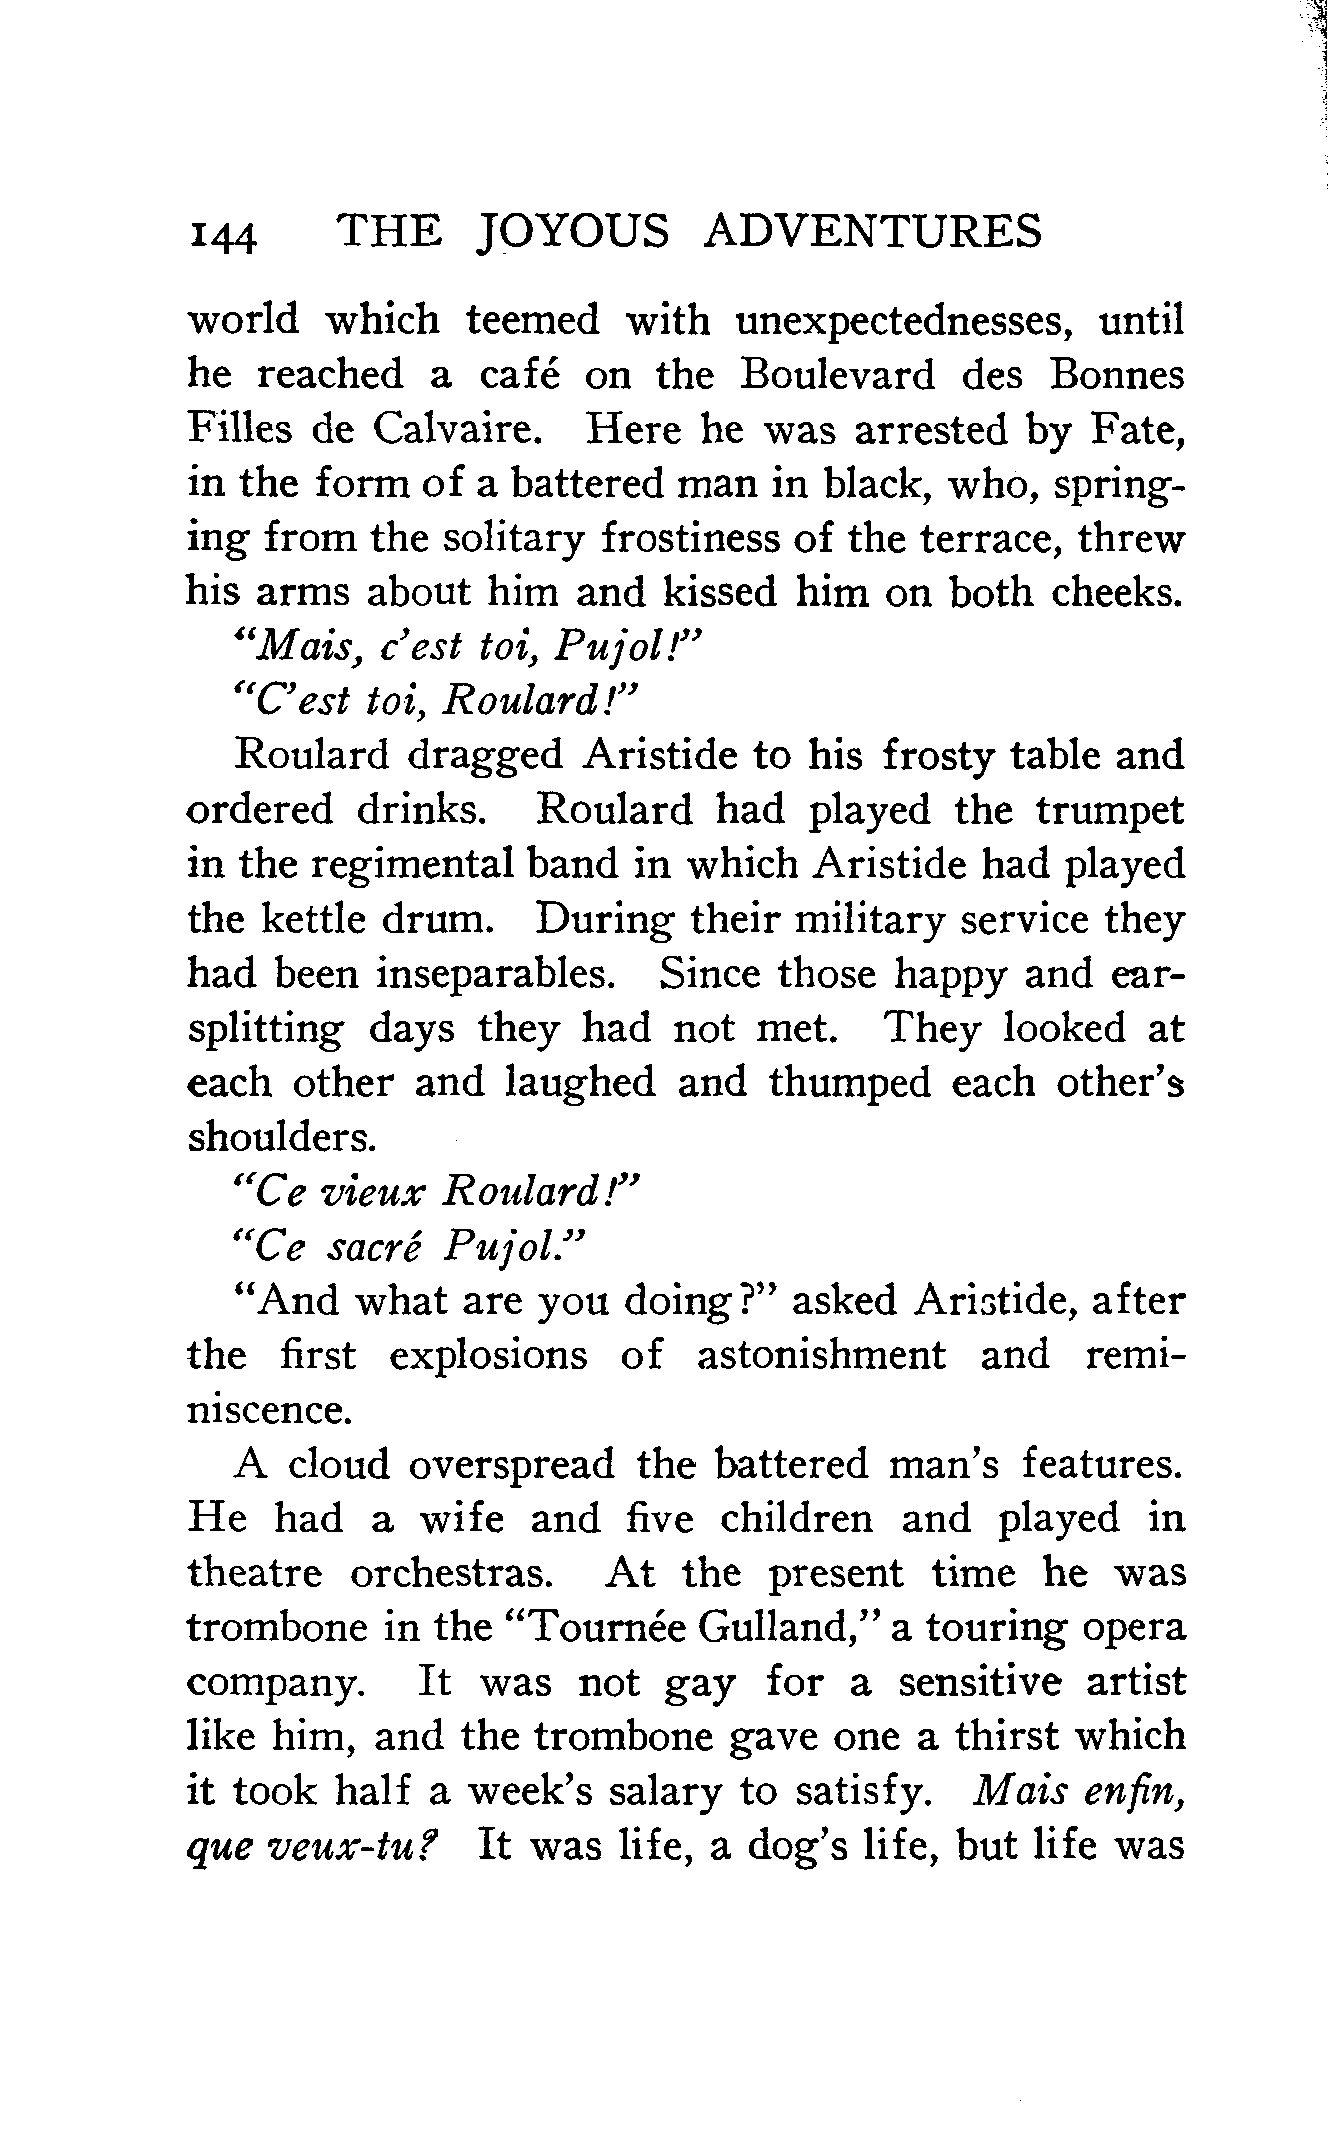 144 THE JOYOUS ADVENTURES
world which teemed with unexpectednesses, until
he reached a café on the Boulevard des Bonnes
Filles de Calvaire. Here he was arrested by Fate,
in the form of a battered man in black, who, spring-
ing from the solitary frostiness of the terrace, threw
his arms about him and kissed him on both cheeks.
"Mais, c'est toi, Pujol!"
"C'est toi, Roulard!"
Roulard dragged Aristide to his frosty table and
ordered drinks. Roulard had played the trumpet
in the regimental band in which Aristide had played
the kettle drum. During their military service they
had been inseparables. Since those happy and ear-
splitting days they had not met. They looked at
each other and laughed and thumped each other's
shoulders.
"Ce vieux Roulard!"
"Ce sacré Pujol."
"And what are you doing?" asked Aristide, after
the first explosions of astonishment and remi-
niscence.
A cloud overspread the battered man's features.
He had a wife and five children and played in
theatre orchestras. At the present time he was
trombone in the "Tournée Gulland," a touring opera
company. It was not gay for a sensitive artist
like him, and the trombone gave one a thirst which
it took half a week's salary to satisfy. Mais enfin,
que veux-tu? It was life, a dog's life, but life was